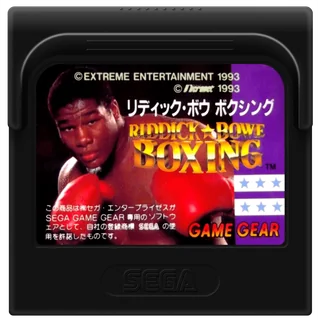 ©EXTREME ENTERTAINMENT 1993
© 1993
リディック・ボウ ボクシング
RIDDICK★BOWE
BOXING™
この商品は㈱セガ・エンタープライゼスが
SEGA GAME GEAR 専用のソフトウ
ェアとして、自社の登録商標 SEGA の使
用を許諾したものです。
GAME GEAR
SEGA